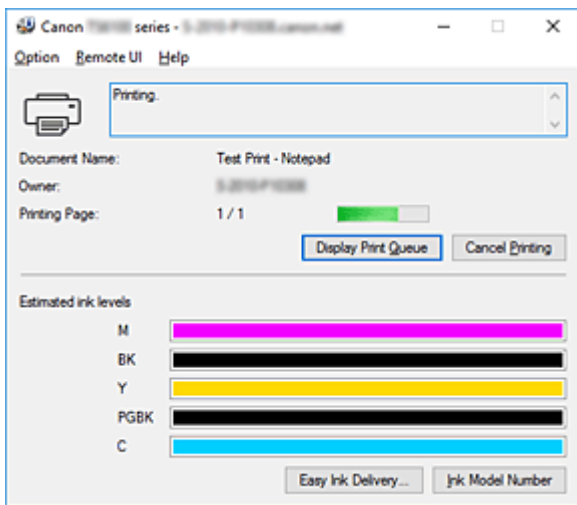 Canon series -
Option Remote UI Help
Printing.
Document Name: Test Print - Notepad
Owner:
Printing Page: 1 / 1
Display Print Queue Cancel Printing
Estimated ink levels
M
BK
Y
PGBK
C
Easy Ink Delivery... Ink Model Number